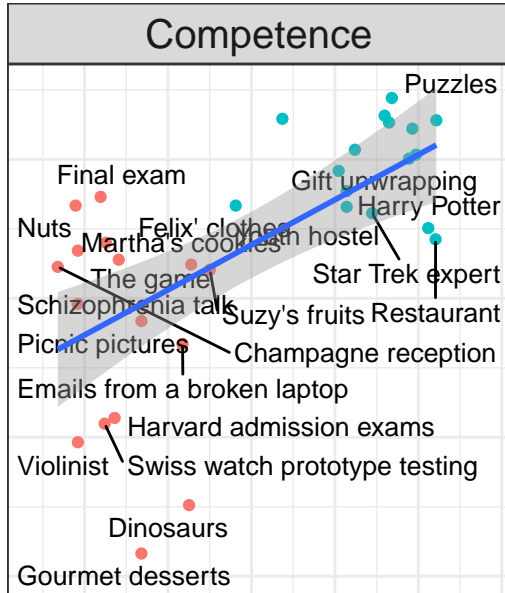 Competence
Puzzles
Final exam
Gift unwrapping
Harry Potter
Nuts
Felix' clothes
Martha's cookies
Youth hostel
The game
Star Trek expert
Schizophrenia talk
Suzy's fruits
Restaurant
Picnic pictures
Champagne reception
Emails from a broken laptop
Harvard admission exams
Violinist
Swiss watch prototype testing
Dinosaurs
Gourmet desserts